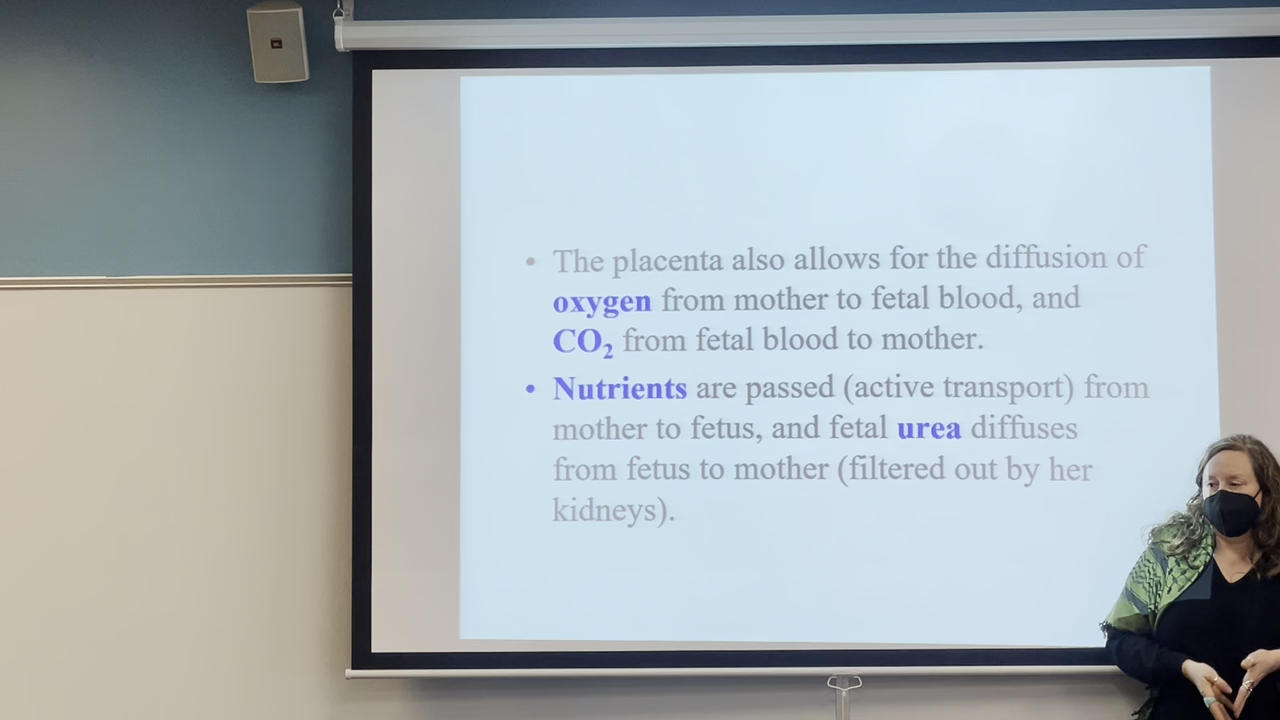 • The placenta also allows for the diffusion of
oxygen from mother to fetal blood, and
CO₂ from fetal blood to mother.
• Nutrients are passed (active transport) from
mother to fetus, and fetal urea diffuses
from fetus to mother (filtered out by her
kidneys).